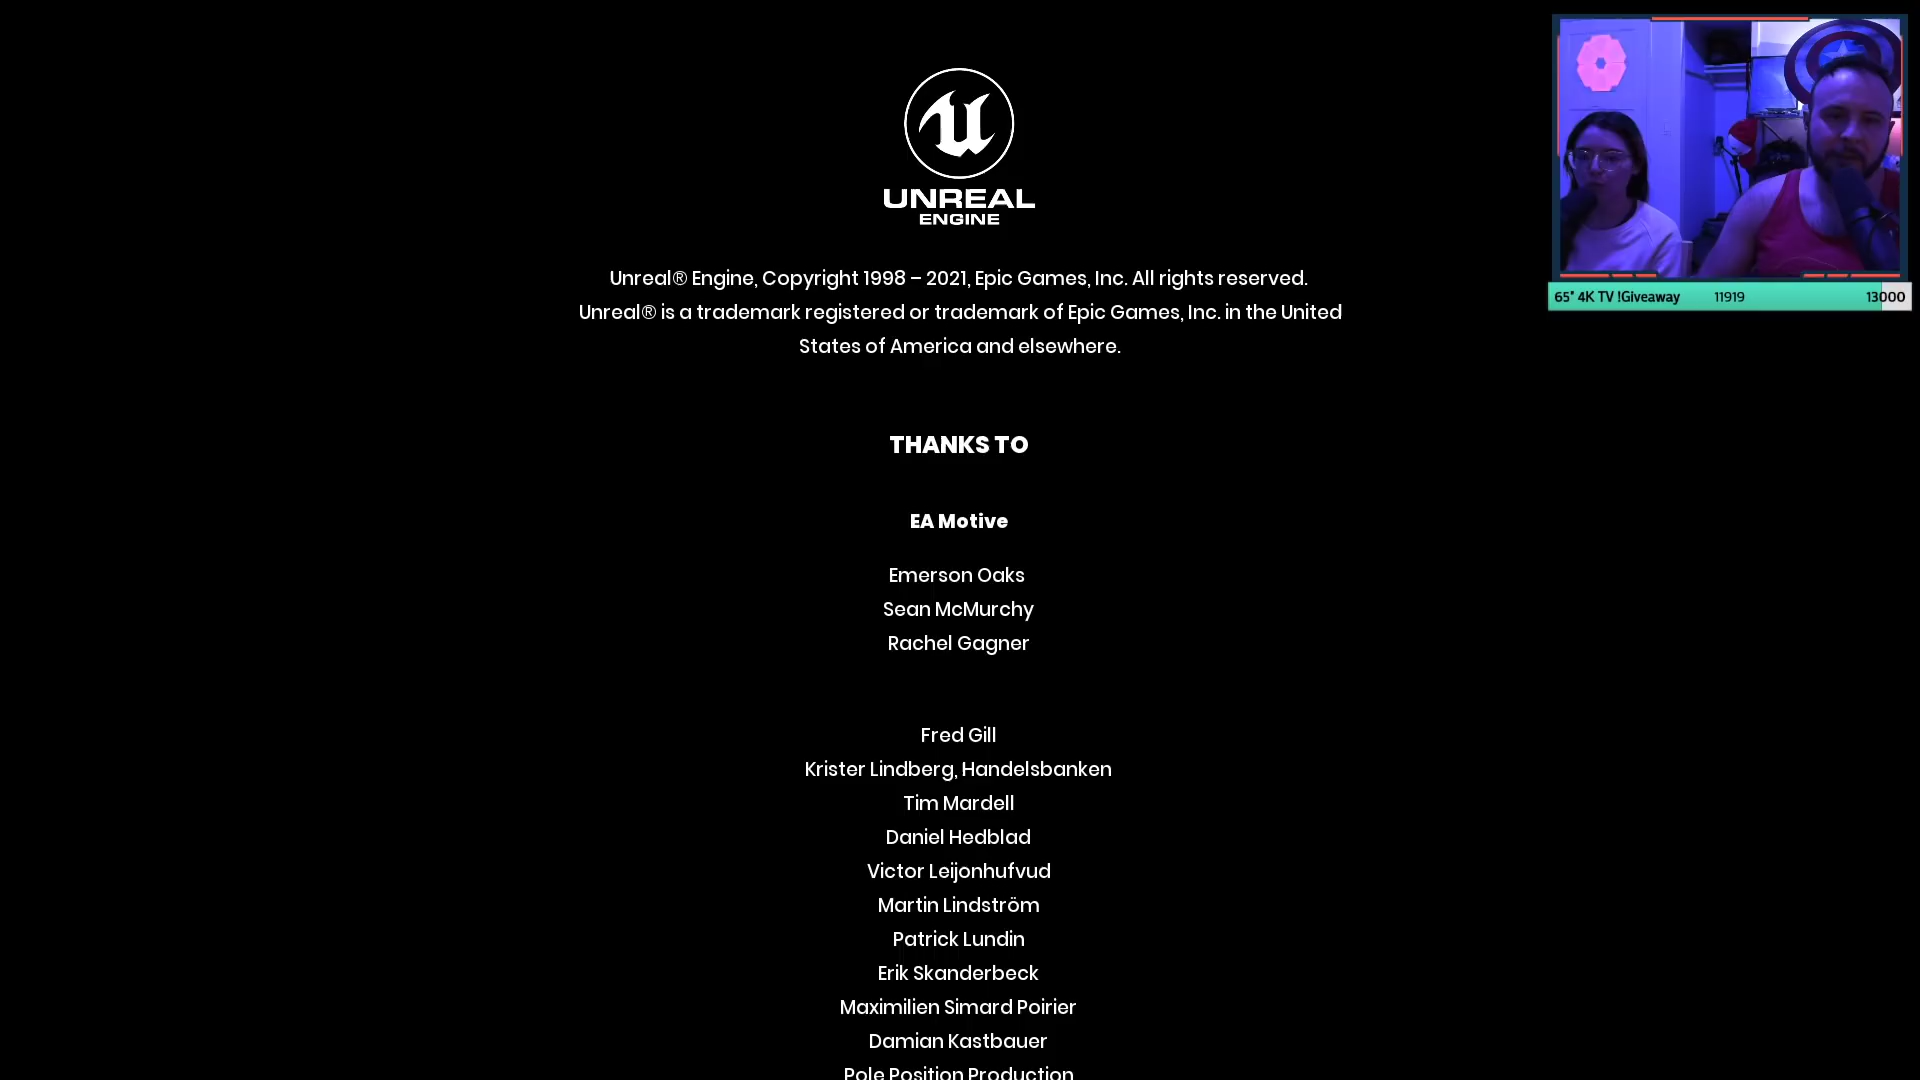 UNREAL
ENGINE
Unreal® Engine, Copyright 1998 – 2021, Epic Games, Inc. All rights reserved.
Unreal® is a trademark registered or trademark of Epic Games, Inc. in the United
States of America and elsewhere.
THANKS TO
EA Motive
Emerson Oaks
Sean McMurchy
Rachel Gagner
Fred Gill
Krister Lindberg, Handelsbanken
Tim Mardell
Daniel Hedblad
Victor Leijonhufvud
Martin Lindström
Patrick Lundin
Erik Skanderbeck
Maximilien Simard Poirier
Damian Kastbauer
Pole Position Production
65" 4K TV !Giveaway 11919 13000